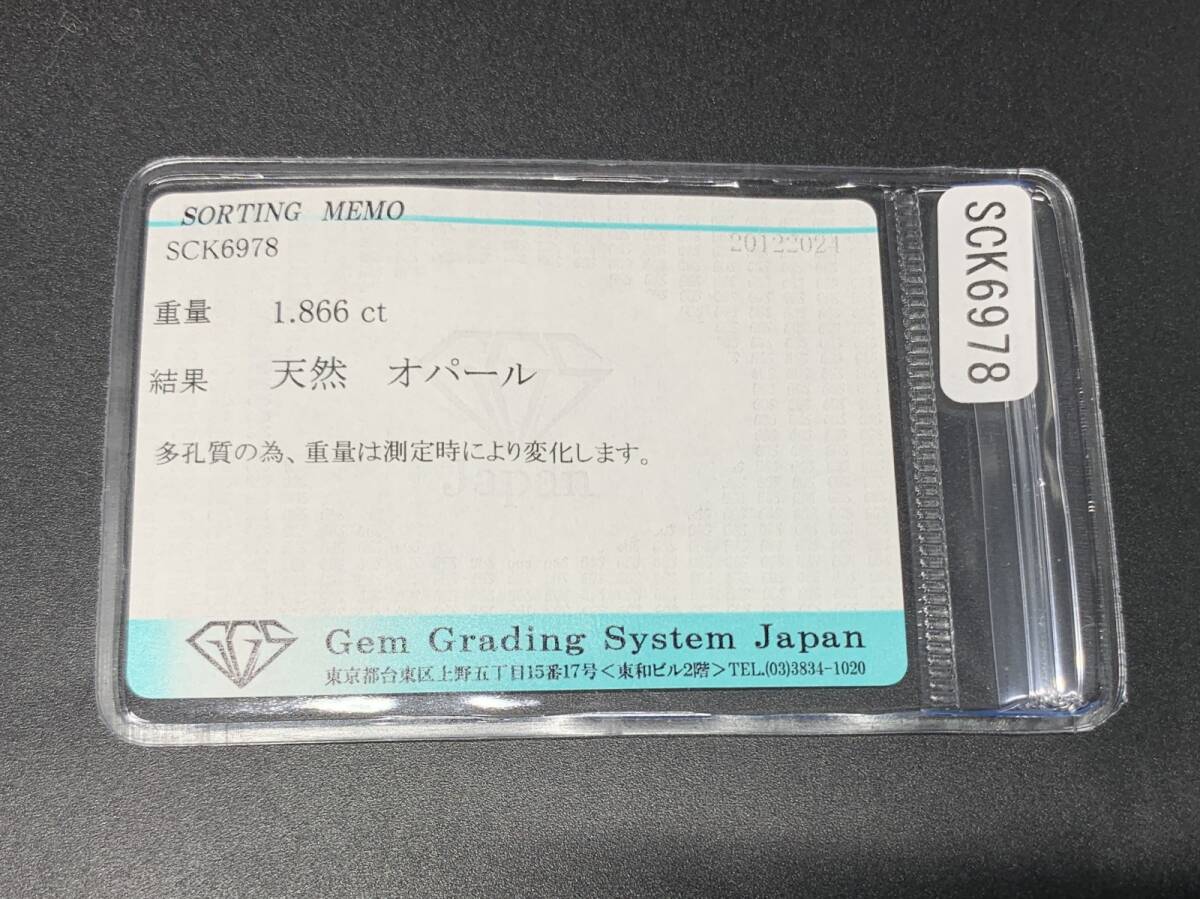 SORTING MEMO
SCK6978 20122024
重量 1.866 ct
結果 天然 オパール
多孔質の為、重量は測定時により変化します。
Japan
GGS Gem Grading System Japan
東京都台東区上野五丁目15番17号<東和ビル2階>TEL.(03)3834-1020
SCK6978